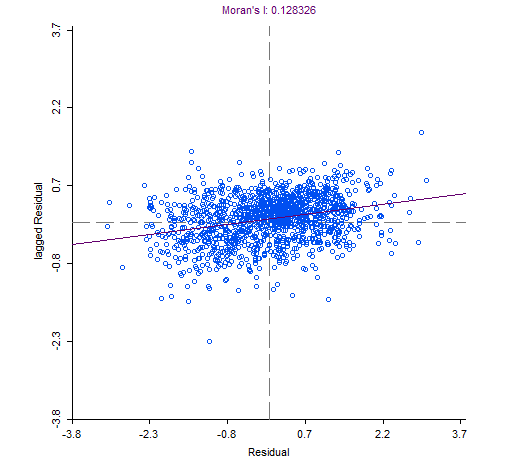 Moran's I: 0.128326
3.7
2.2
0.7
-0.8
-2.3
-3.8
lagged Residual
-3.8 -2.3 -0.8 0.7 2.2 3.7
Residual